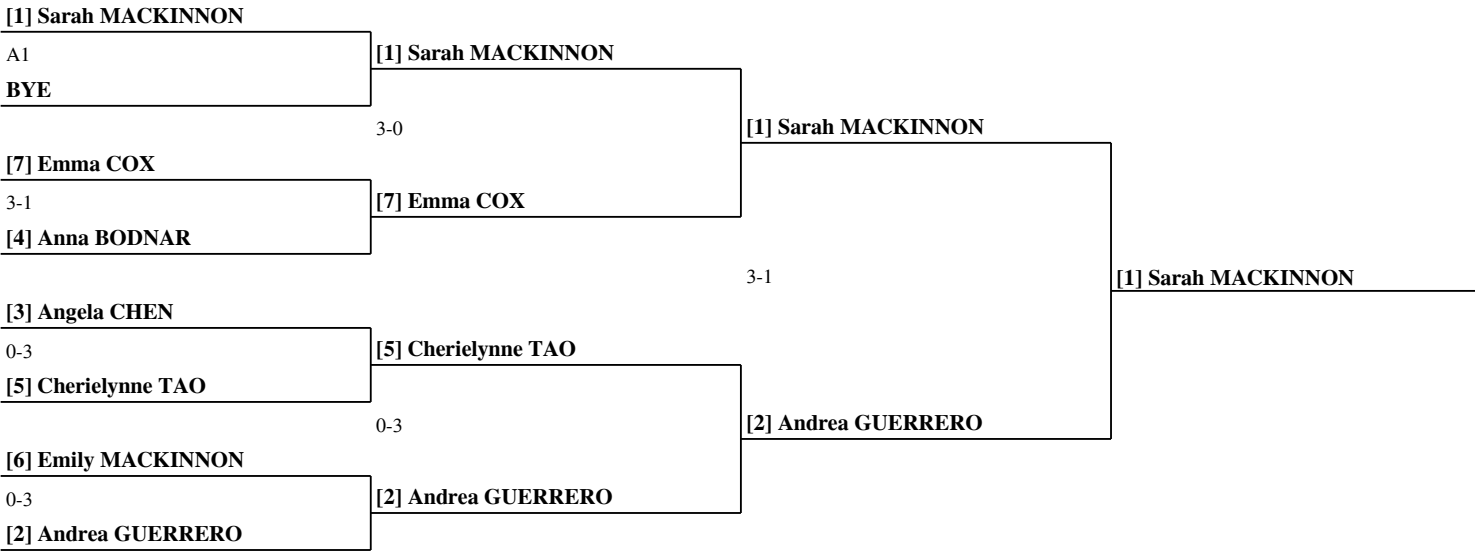 [1] Sarah MACKINNON
A1
BYE
[7] Emma COX
3-1
[4] Anna BODNAR
[3] Angela CHEN
0-3
[5] Cherielynne TAO
[6] Emily MACKINNON
0-3
[2] Andrea GUERRERO
[1] Sarah MACKINNON
3-0
[7] Emma COX
[5] Cherielynne TAO
0-3
[2] Andrea GUERRERO
[1] Sarah MACKINNON
3-1
[2] Andrea GUERRERO
[1] Sarah MACKINNON